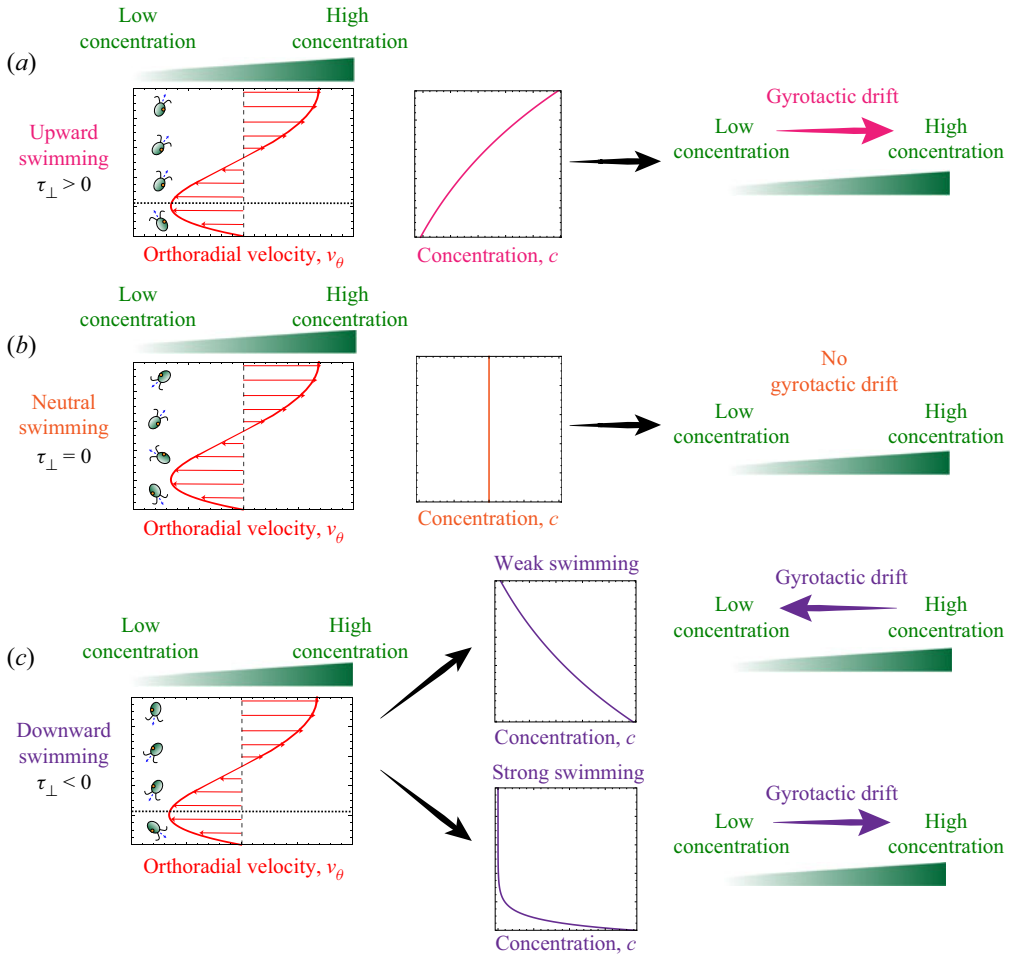 Low
concentration
High
concentration
(a)
Upward
swimming
τ⊥ > 0
Orthoradial velocity, vθ
Concentration, c
Gyrotactic drift
Low
concentration
High
concentration
Low
concentration
High
concentration
(b)
Neutral
swimming
τ⊥ = 0
Orthoradial velocity, vθ
Concentration, c
No
gyrotactic drift
Low
concentration
High
concentration
Low
concentration
High
concentration
(c)
Downward
swimming
τ⊥ < 0
Orthoradial velocity, vθ
Weak swimming
Concentration, c
Gyrotactic drift
Low
concentration
High
concentration
Strong swimming
Concentration, c
Gyrotactic drift
Low
concentration
High
concentration